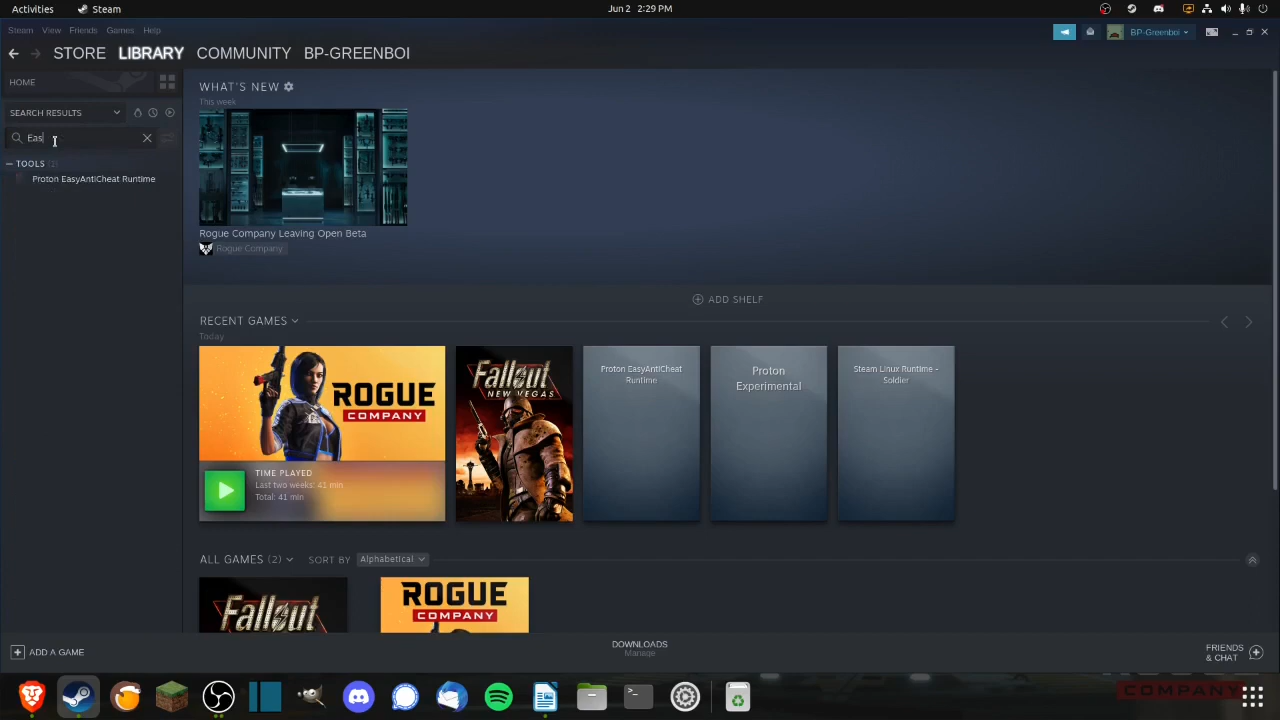 Activities Steam Jun 2 2:29 PM
Steam View Friends Games Help BP-Greenboi
STORE LIBRARY COMMUNITY BP-GREENBOI
HOME
SEARCH RESULTS
Eas
TOOLS (2)
Proton EasyAntiCheat Runtime
WHAT'S NEW
This week
Rogue Company Leaving Open Beta
Rogue Company
ADD SHELF
RECENT GAMES
Today
ROGUE
COMPANY
TIME PLAYED
Last two weeks: 41 min
Total: 41 min
Fallout
NEW VEGAS
Proton EasyAntiCheat
Runtime
Proton
Experimental
Steam Linux Runtime -
Soldier
ALL GAMES (2) SORT BY Alphabetical
Fallout
ROGUE
COMPANY
ADD A GAME
DOWNLOADS
Manage
FRIENDS
& CHAT
COMPANY